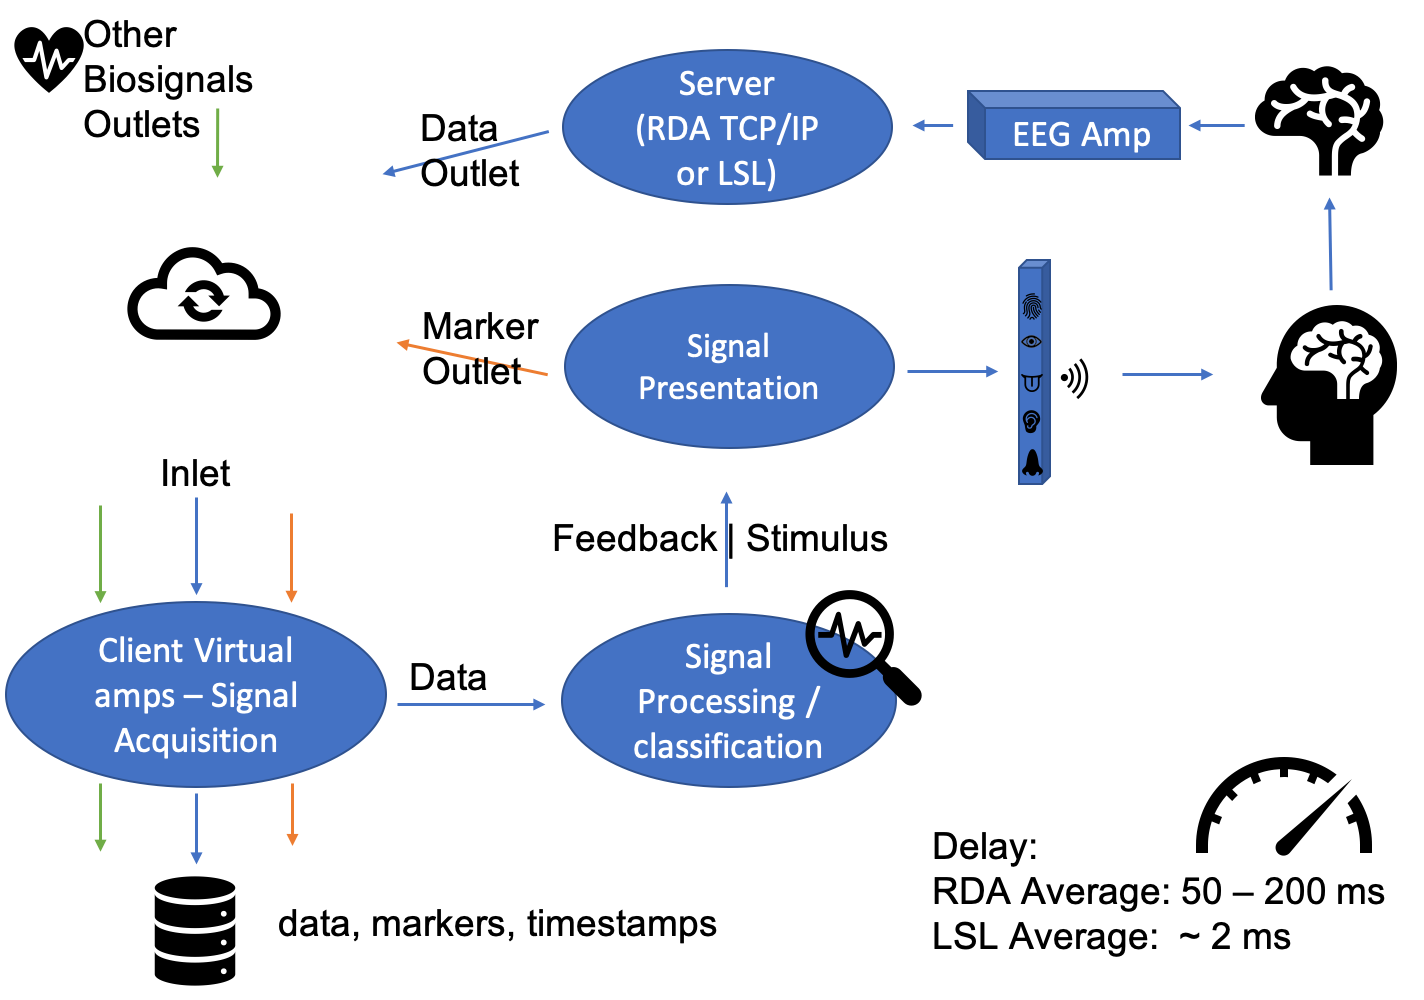 Other
Biosignals
Outlets
Data
Outlet
Server
(RDA TCP/IP
or LSL)
EEG Amp
Marker
Outlet
Signal
Presentation
Inlet
Feedback | Stimulus
Client Virtual
amps – Signal
Acquisition
Data
Signal
Processing /
classification
data, markers, timestamps
Delay:
RDA Average: 50 – 200 ms
LSL Average:  ~ 2 ms